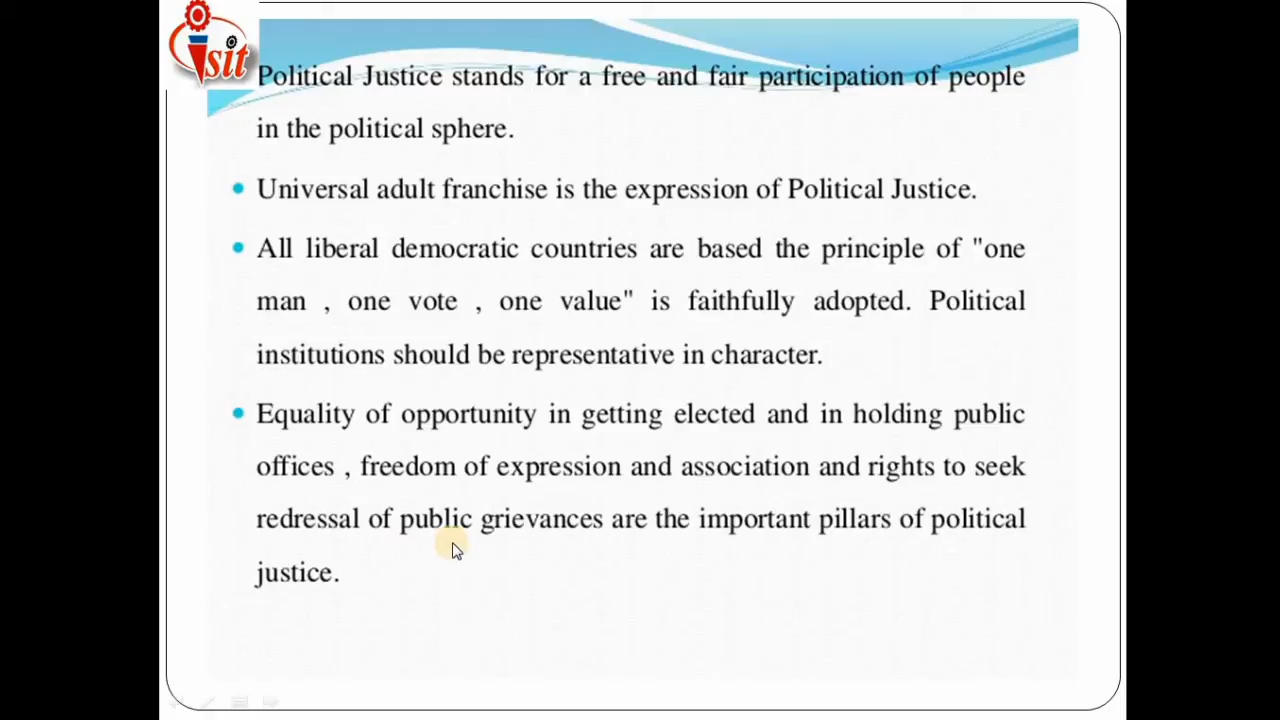 isit
Political Justice stands for a free and fair participation of people
in the political sphere.
Universal adult franchise is the expression of Political Justice.
All liberal democratic countries are based the principle of "one
man , one vote , one value" is faithfully adopted. Political
institutions should be representative in character.
Equality of opportunity in getting elected and in holding public
offices , freedom of expression and association and rights to seek
redressal of public grievances are the important pillars of political
justice.